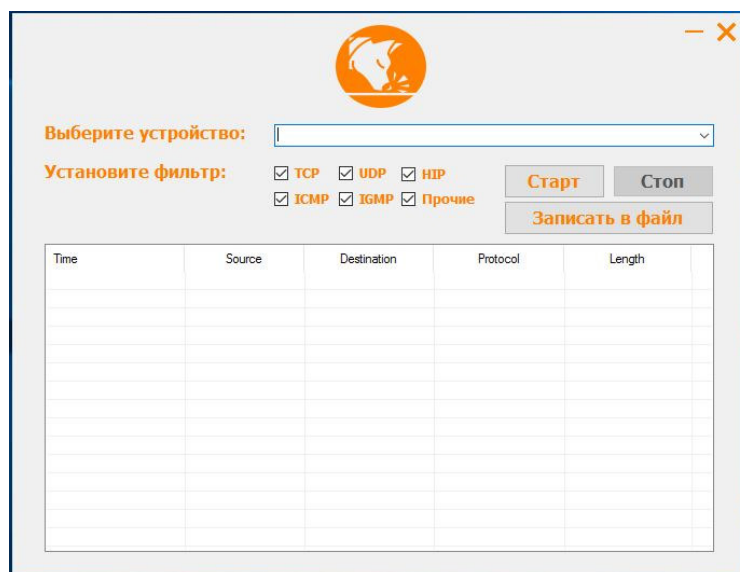 Выберите устройство:
Установите фильтр:
TCP UDP HIP
ICMP IGMP Прочие
Старт Стоп
Записать в файл
Time Source Destination Protocol Length